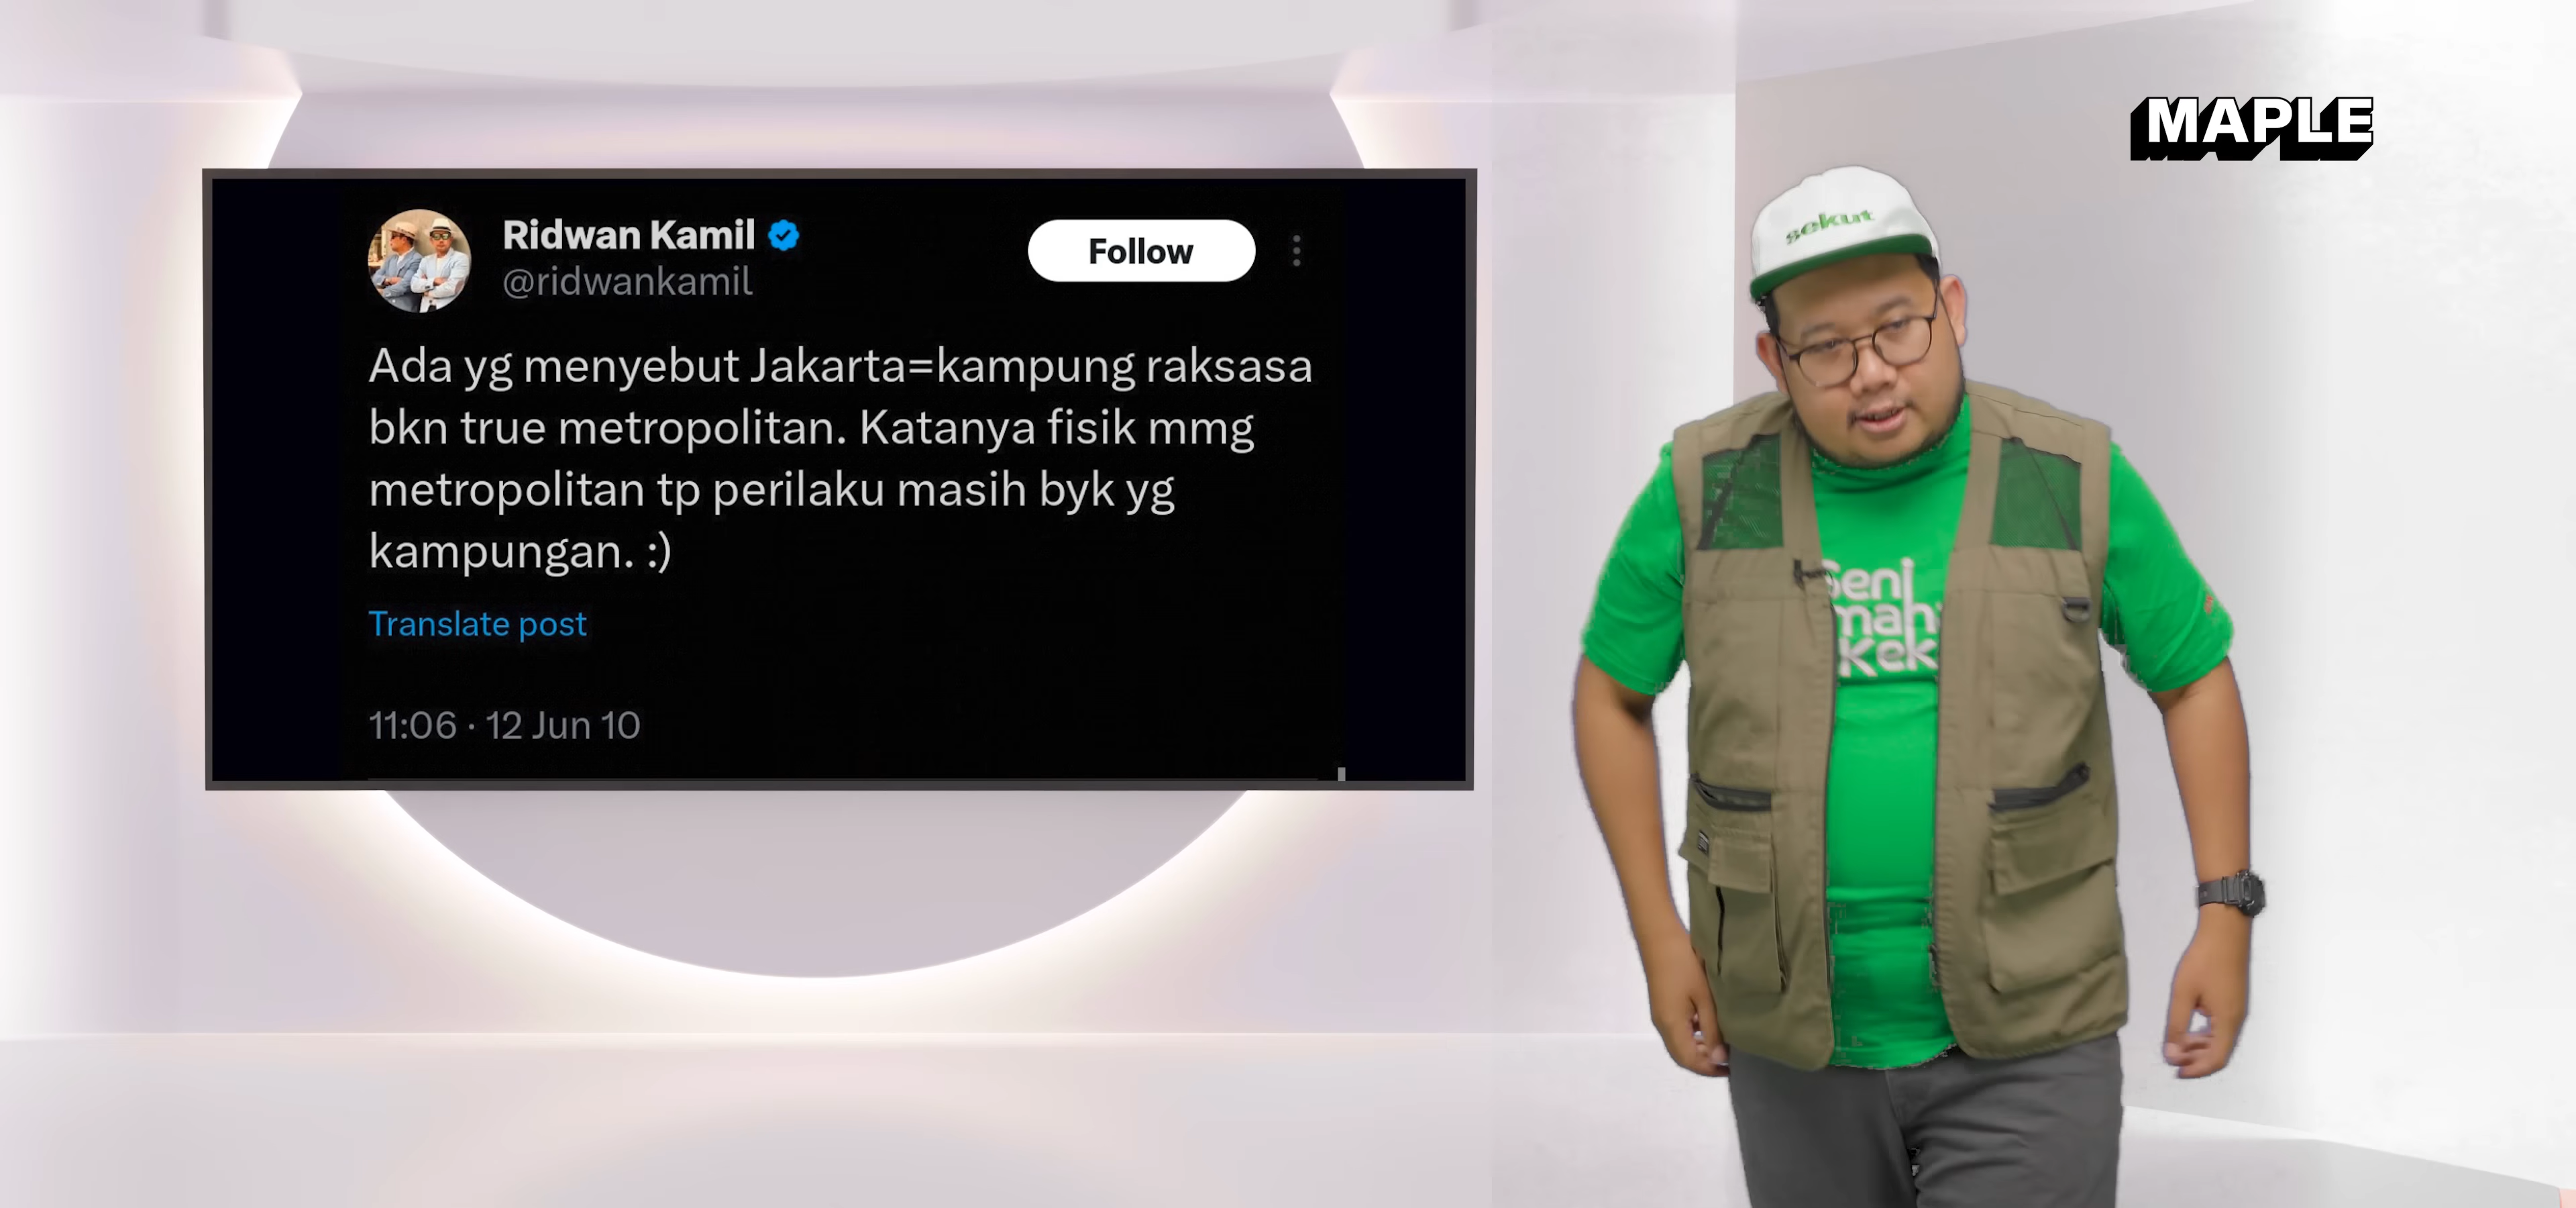 MAPLE
Ridwan Kamil
@ridwankamil
Follow
Ada yg menyebut Jakarta=kampung raksasa
bkn true metropolitan. Katanya fisik mmg
metropolitan tp perilaku masih byk yg
kampungan. :)
Translate post
11:06 · 12 Jun 10
sekut
Seni
mah
Kek